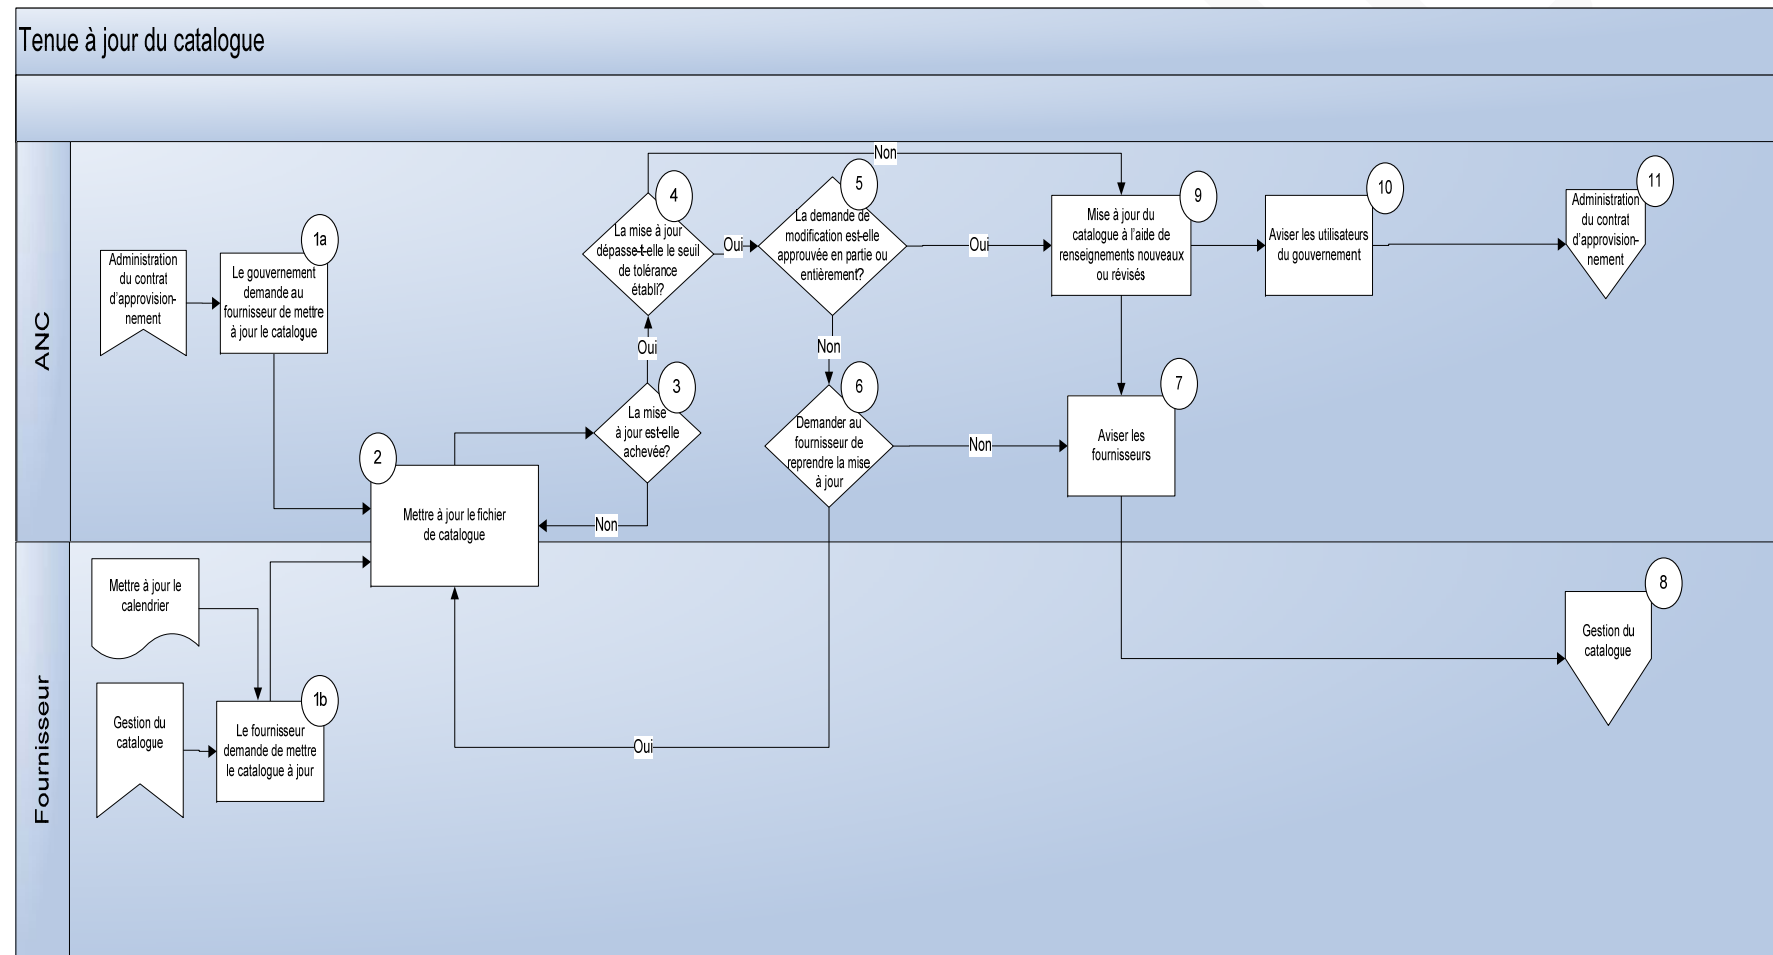 Tenue à jour du catalogue
ANC
Administration
du contrat
d'approvision-
nement
1a
Le gouvernement
demande au
fournisseur de mettre
à jour le catalogue
2
Mettre à jour le fichier
de catalogue
3
La mise
à jour est-elle
achevée?
Oui
Non
4
La mise à jour
dépasse-t-elle le seuil
de tolérance
établi?
Non
Oui
5
La demande de
modification est-elle
approuvée en partie ou
entièrement?
Oui
Non
6
Demander au
fournisseur de
reprendre la mise
à jour
Non
Oui
9
Mise à jour du
catalogue à l'aide de
renseignements nouveaux
ou révisés
7
Aviser les
fournisseurs
10
Aviser les utilisateurs
du gouvernement
11
Administration
du contrat
d'approvision-
nement
Fournisseur
Mettre à jour le
calendrier
Gestion du
catalogue
1b
Le fournisseur
demande de mettre
le catalogue à jour
8
Gestion du
catalogue